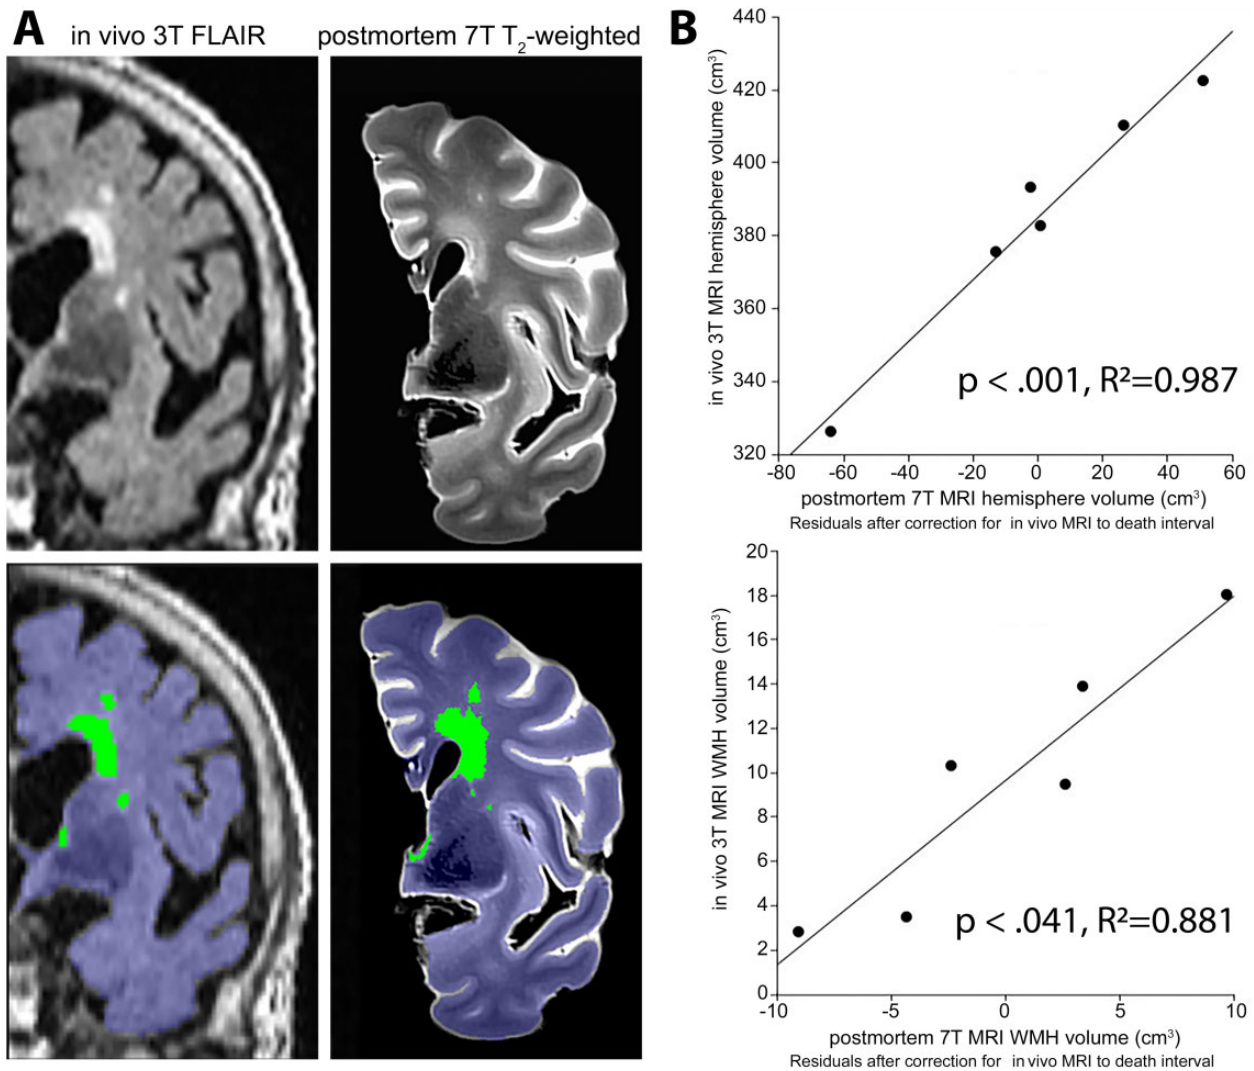 A in vivo 3T FLAIR postmortem 7T T₂-weighted
B
440
420
400
380
360
340
320
in vivo 3T MRI hemisphere volume (cm³)
p < .001, R²=0.987
-80 -60 -40 -20 0 20 40 60
postmortem 7T MRI hemisphere volume (cm³)
Residuals after correction for in vivo MRI to death interval
20
18
16
14
12
10
8
6
4
2
0
in vivo 3T MRI WMH volume (cm³)
p < .041, R²=0.881
-10 -5 0 5 10
postmortem 7T MRI WMH volume (cm³)
Residuals after correction for in vivo MRI to death interval